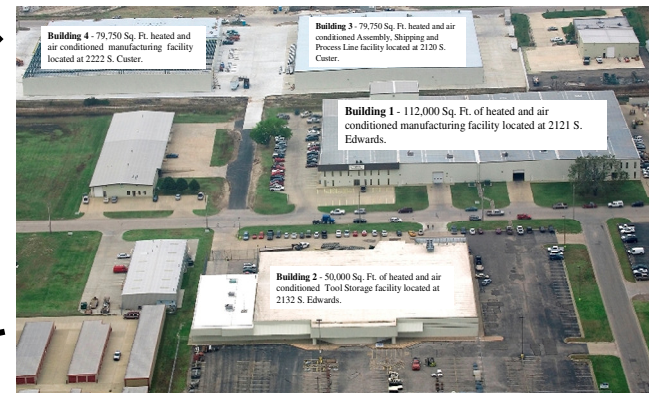 Building 4 - 79,750 Sq. Ft. heated and
air conditioned manufacturing facility
located at 2222 S. Custer.
Building 3 - 79,750 Sq. Ft. heated and air
conditioned Assembly, Shipping and
Process Line facility located at 2120 S.
Custer.
Building 1 - 112,000 Sq. Ft. of heated and air
conditioned manufacturing facility located at 2121 S.
Edwards.
Building 2 - 50,000 Sq. Ft. of heated and air
conditioned Tool Storage facility located at
2132 S. Edwards.